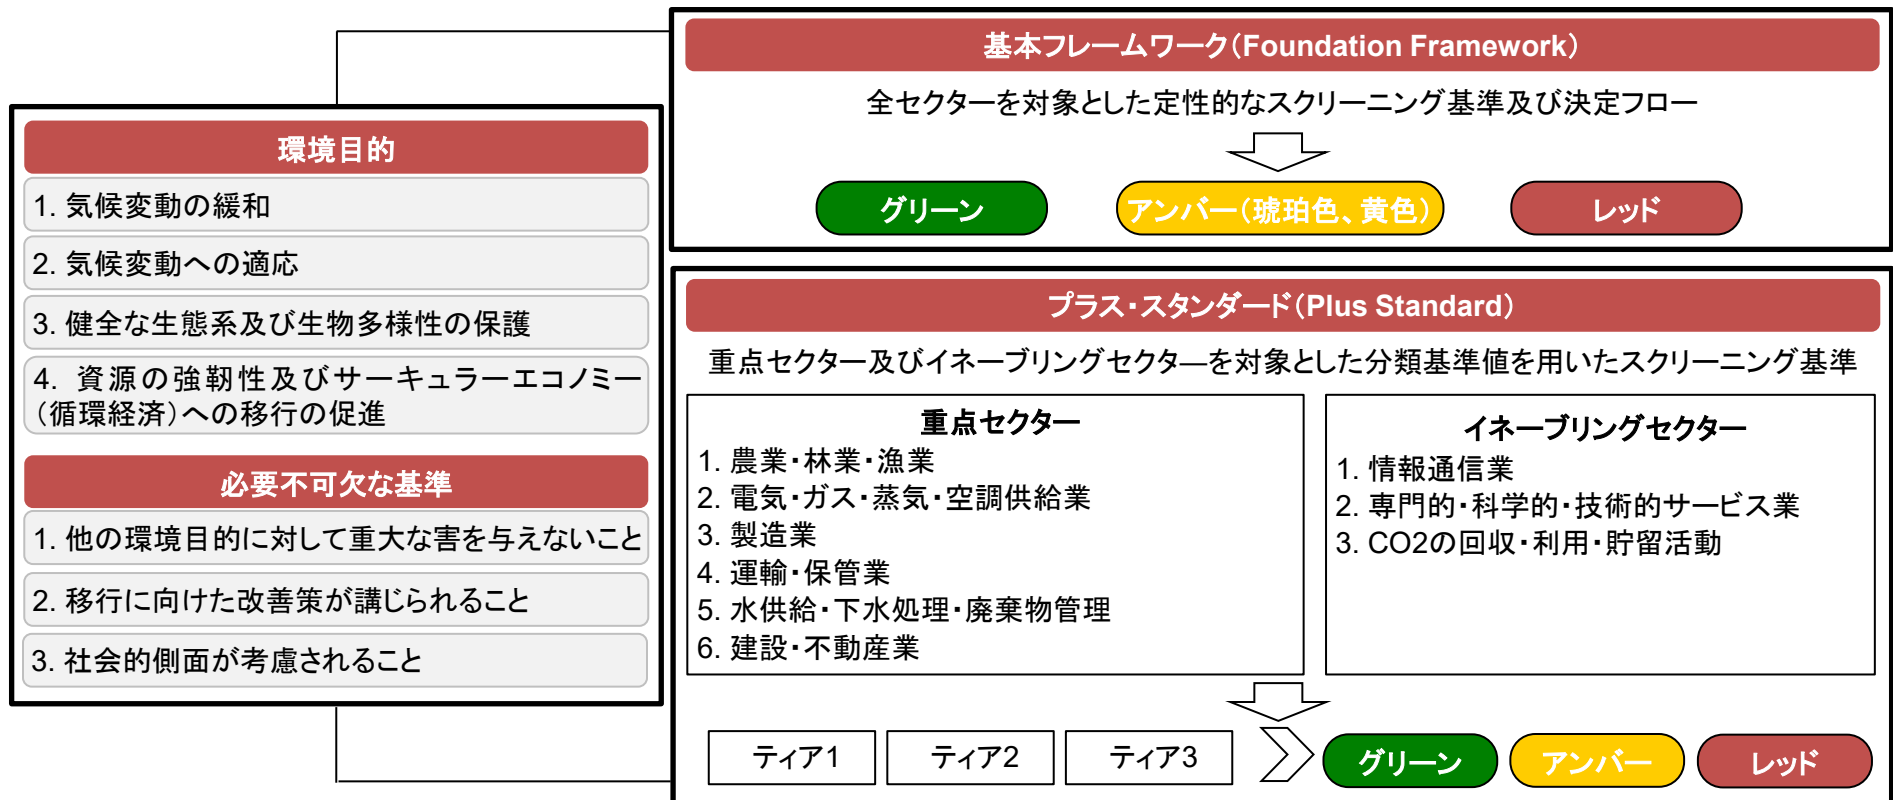 環境目的
1. 気候変動の緩和
2. 気候変動への適応
3. 健全な生態系及び生物多様性の保護
4. 資源の強靭性及びサーキュラーエコノミー
（循環経済）への移行の促進
必要不可欠な基準
1. 他の環境目的に対して重大な害を与えないこと
2. 移行に向けた改善策が講じられること
3. 社会的側面が考慮されること
基本フレームワーク（Foundation Framework）
全セクターを対象とした定性的なスクリーニング基準及び決定フロー
グリーン
アンバー（琥珀色、黄色）
レッド
プラス・スタンダード（Plus Standard）
重点セクター及びイネーブリングセクタ―を対象とした分類基準値を用いたスクリーニング基準
重点セクター
1. 農業・林業・漁業
2. 電気・ガス・蒸気・空調供給業
3. 製造業
4. 運輸・保管業
5. 水供給・下水処理・廃棄物管理
6. 建設・不動産業
イネーブリングセクター
1. 情報通信業
2. 専門的・科学的・技術的サービス業
3. CO2の回収・利用・貯留活動
ティア1
ティア2
ティア3
グリーン
アンバー
レッド